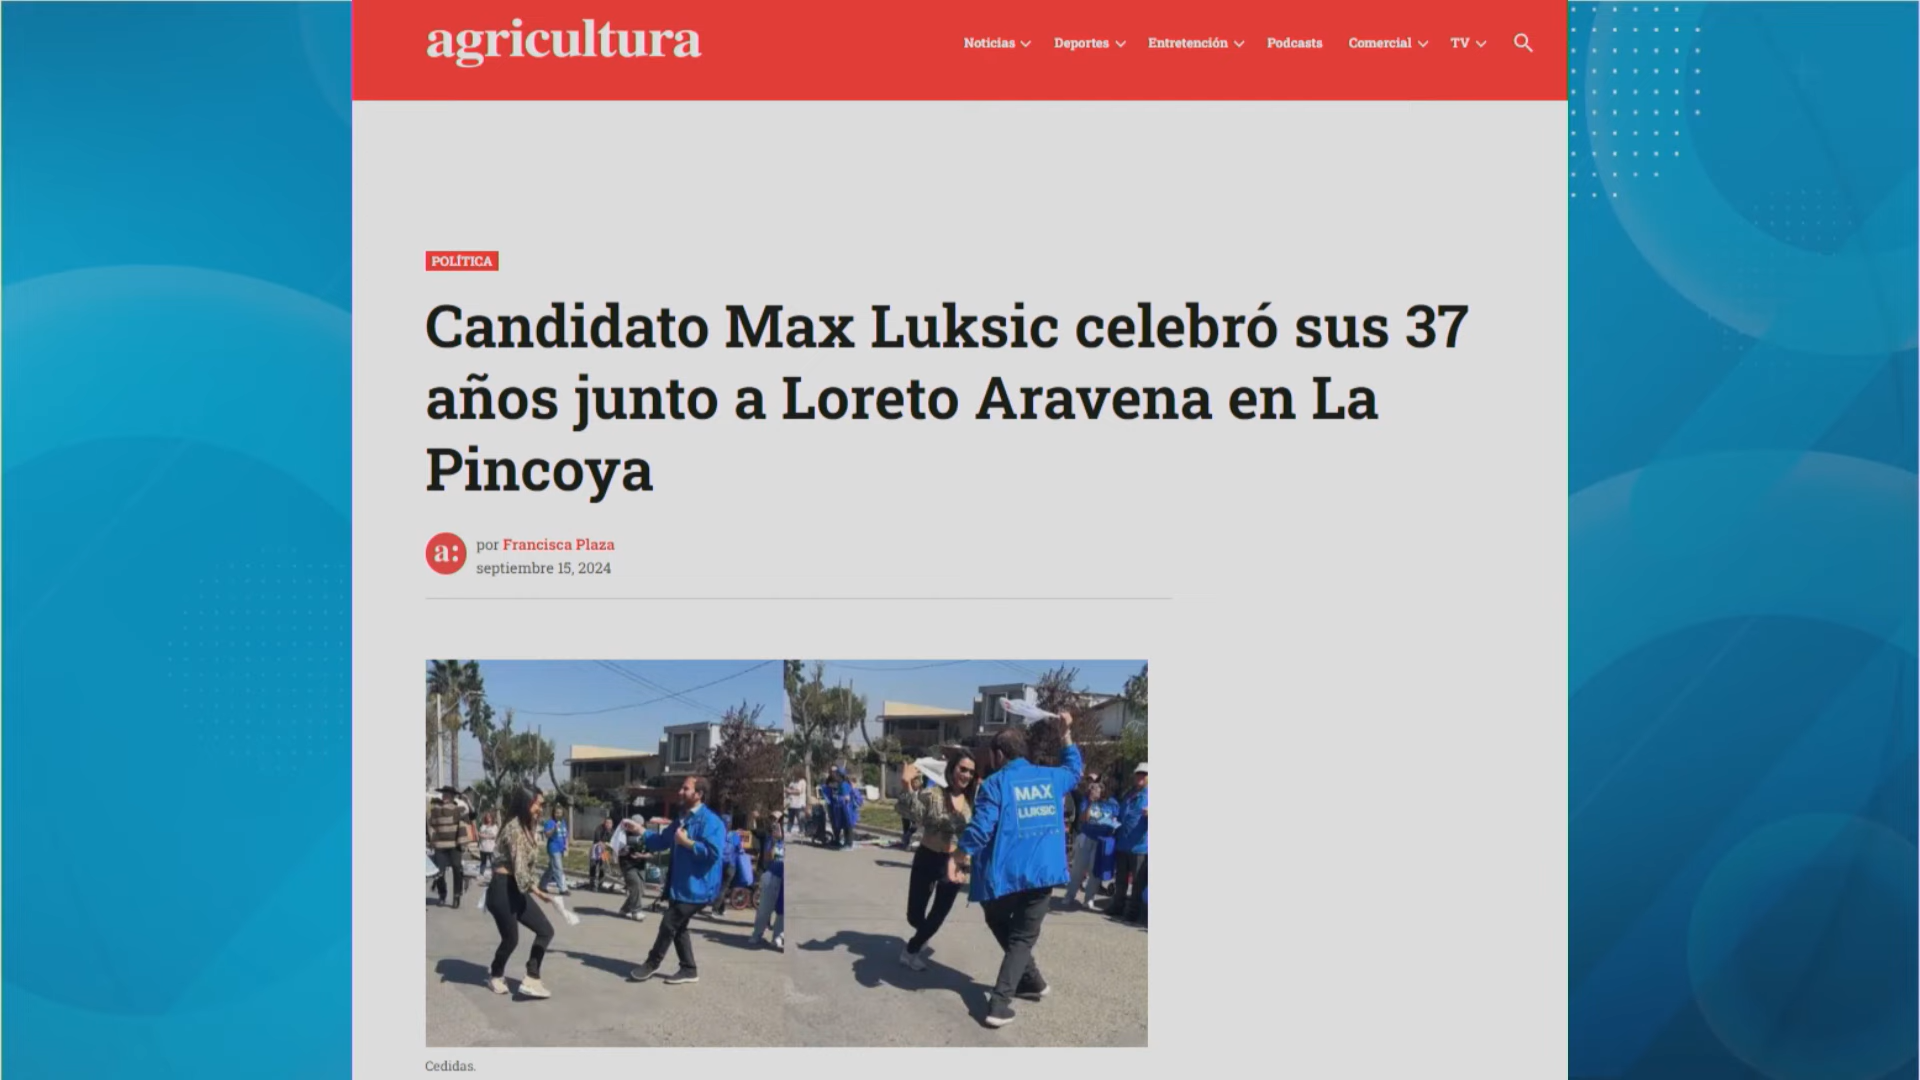 agricultura
Noticias Deportes Entretención Podcasts Comercial TV
POLÍTICA
Candidato Max Luksic celebró sus 37
años junto a Loreto Aravena en La
Pincoya
a:
por Francisca Plaza
septiembre 15, 2024
MAX
LUKSIC
Cedidas.